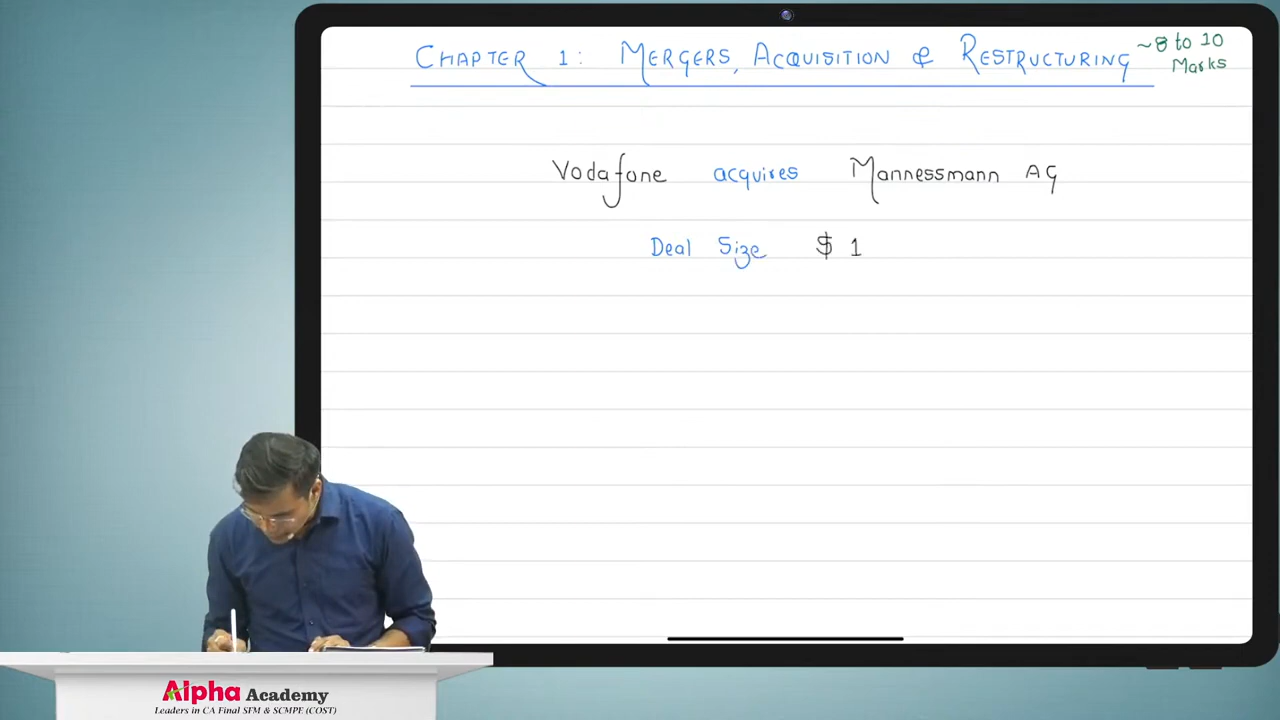 CHAPTER 1: MERGERS, ACQUISITION & RESTRUCTURING ~8 to 10 Marks
Vodafone acquires Mannessmann AG
Deal Size $ 1
Alpha Academy
Leaders in CA Final SFM & SCMPE (COST)